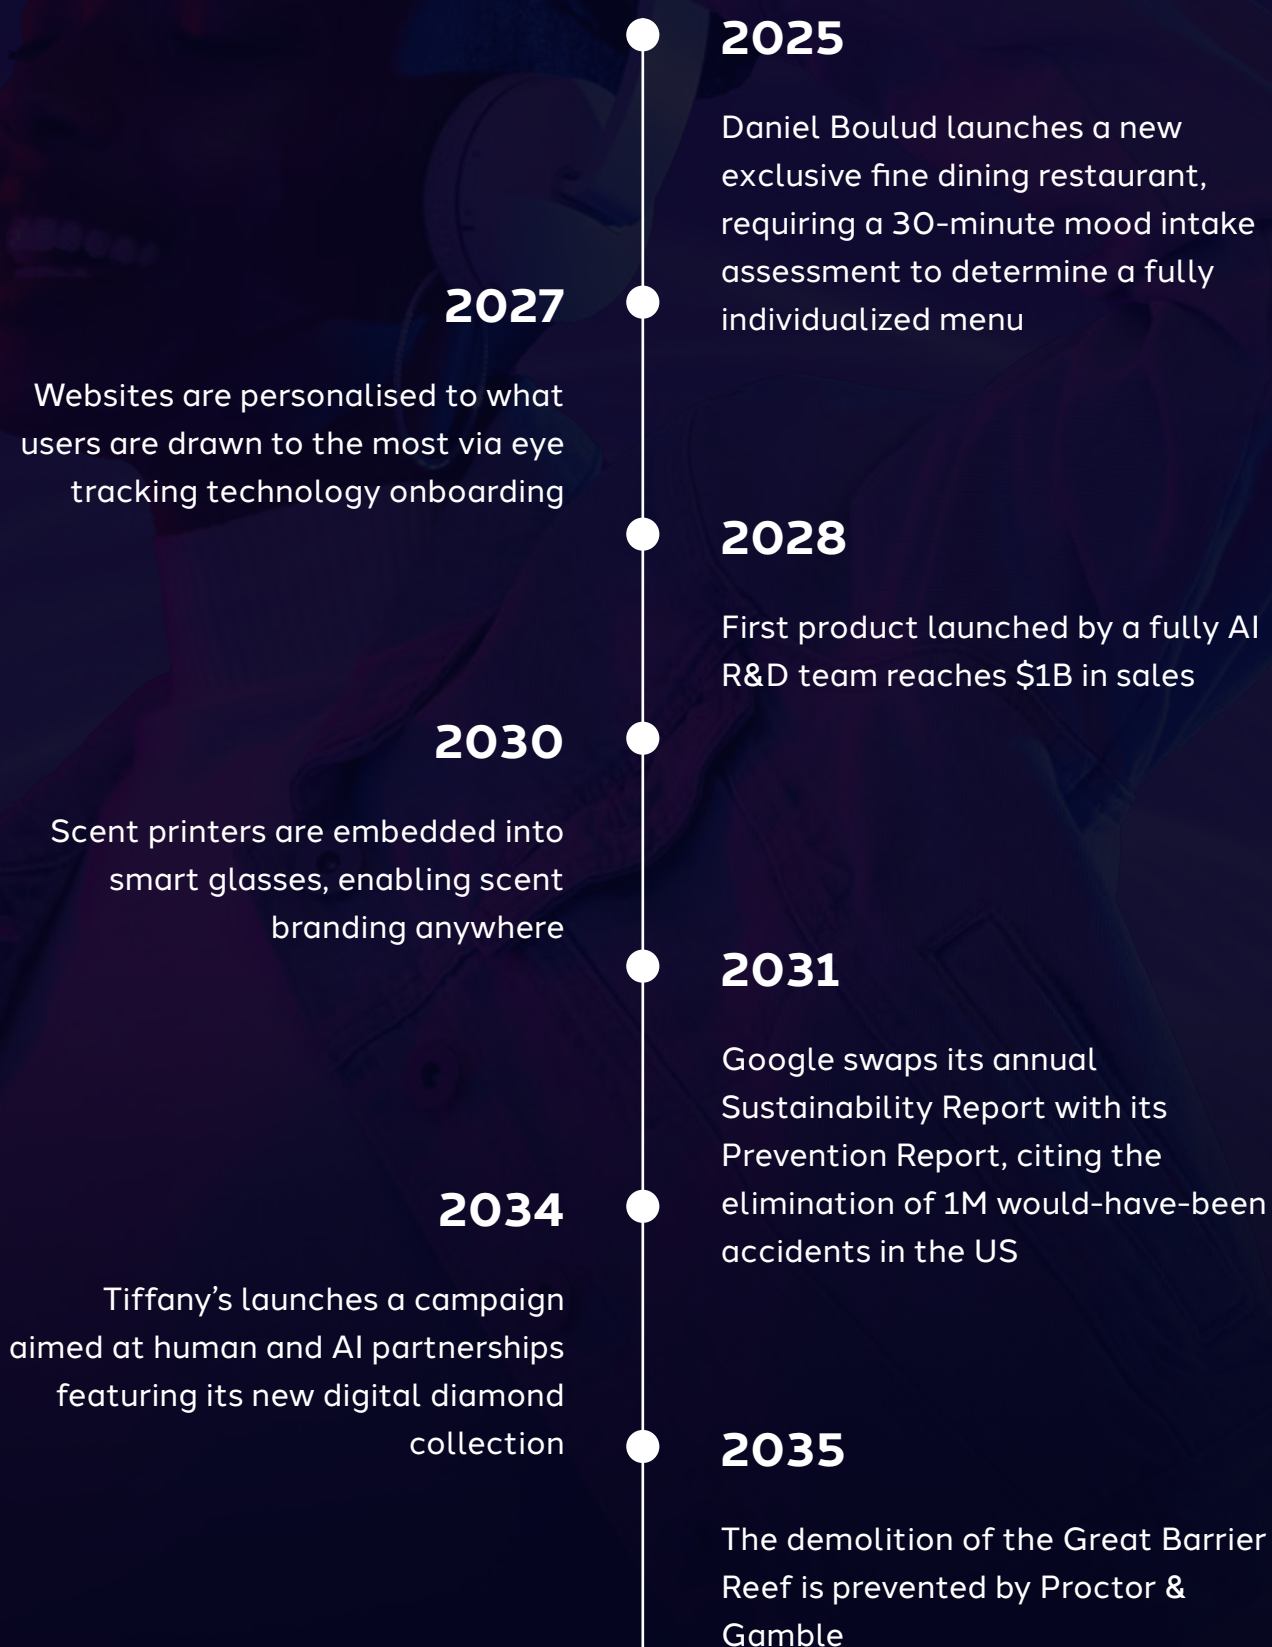 2025
Daniel Boulud launches a new
exclusive fine dining restaurant,
requiring a 30-minute mood intake
assessment to determine a fully
individualized menu
2027
Websites are personalised to what
users are drawn to the most via eye
tracking technology onboarding
2028
First product launched by a fully AI
R&D team reaches $1B in sales
2030
Scent printers are embedded into
smart glasses, enabling scent
branding anywhere
2031
Google swaps its annual
Sustainability Report with its
Prevention Report, citing the
elimination of 1M would-have-been
accidents in the US
2034
Tiffany’s launches a campaign
aimed at human and AI partnerships
featuring its new digital diamond
collection
2035
The demolition of the Great Barrier
Reef is prevented by Proctor &
Gamble